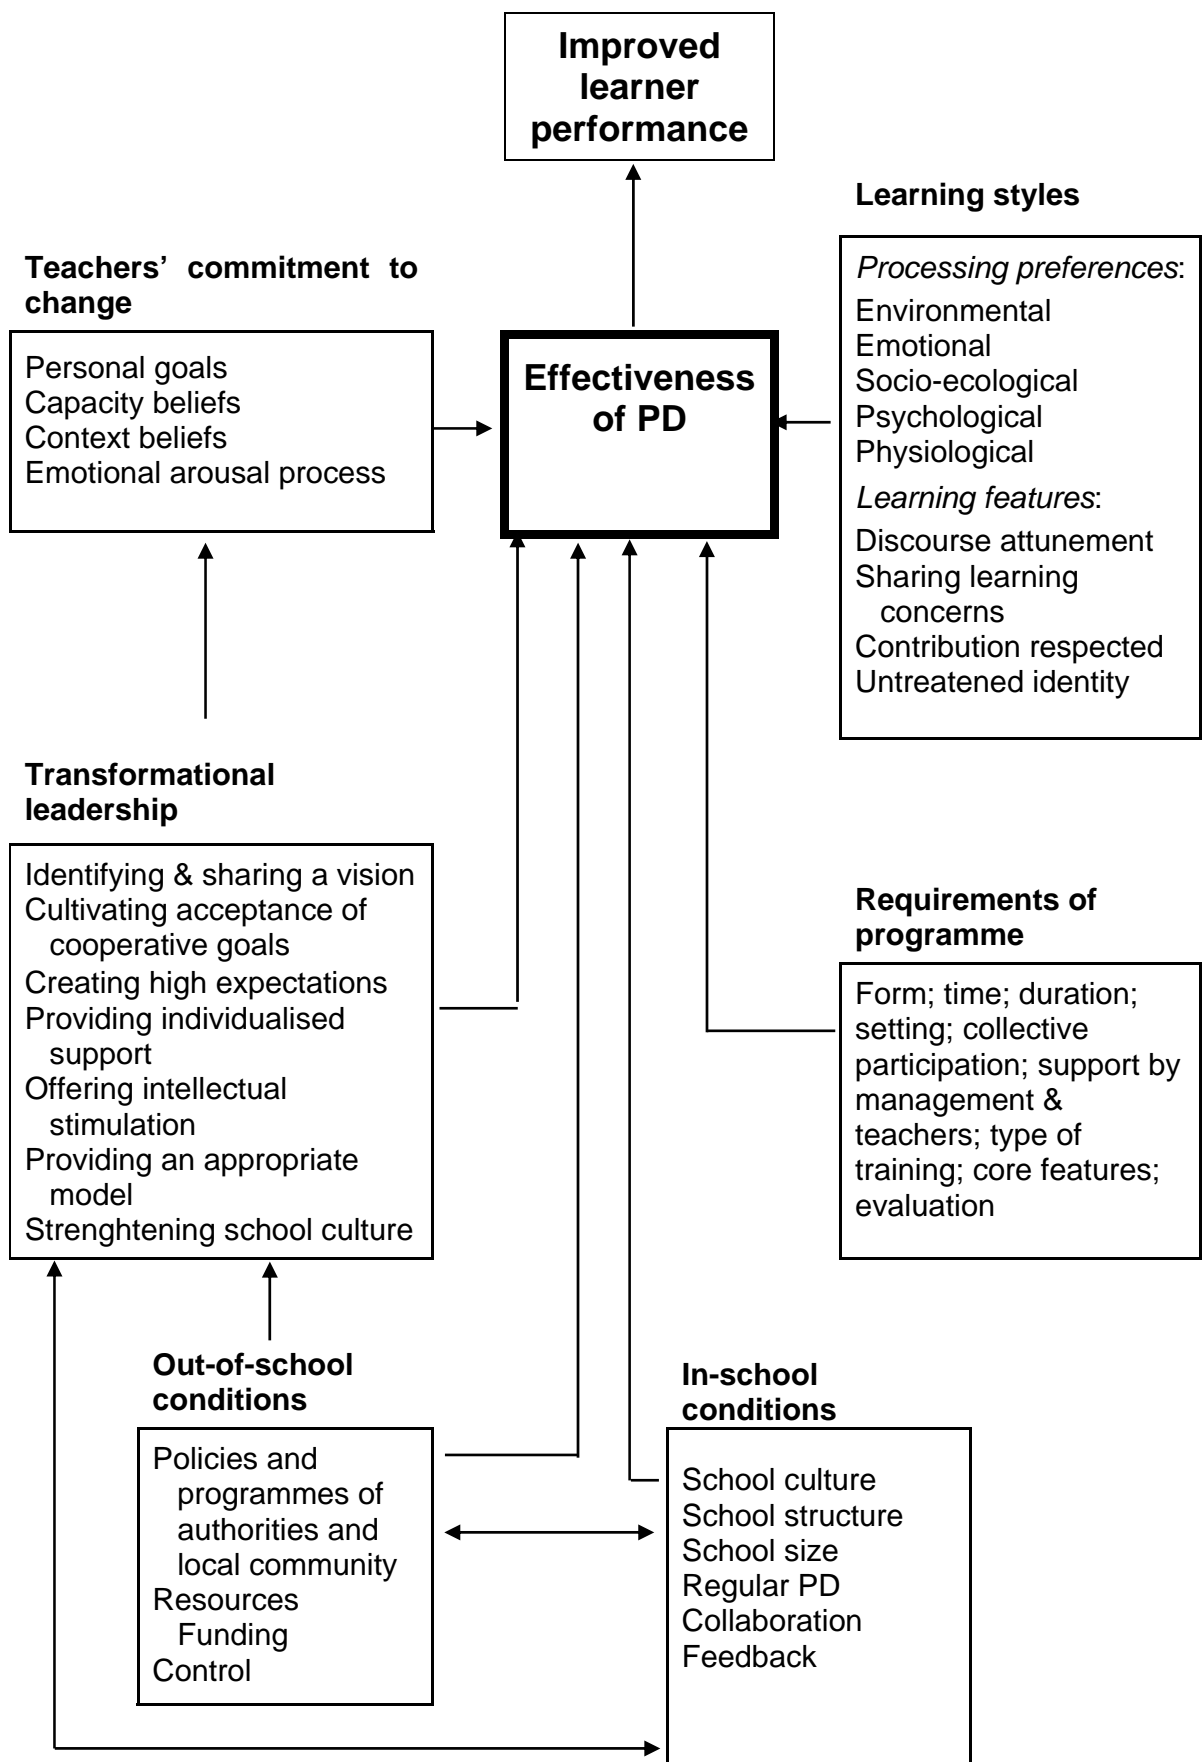 Improved
learner
performance
Learning styles
Processing preferences:
Environmental
Emotional
Socio-ecological
Psychological
Physiological
Learning features:
Discourse attunement
Sharing learning
concerns
Contribution respected
Untreatened identity
Teachers’ commitment to
change
Personal goals
Capacity beliefs
Context beliefs
Emotional arousal process
Effectiveness
of PD
Transformational
leadership
Identifying & sharing a vision
Cultivating acceptance of
cooperative goals
Creating high expectations
Providing individualised
support
Offering intellectual
stimulation
Providing an appropriate
model
Strenghtening school culture
Requirements of
programme
Form; time; duration;
setting; collective
participation; support by
management &
teachers; type of
training; core features;
evaluation
Out-of-school
conditions
Policies and
programmes of
authorities and
local community
Resources
Funding
Control
In-school
conditions
School culture
School structure
School size
Regular PD
Collaboration
Feedback